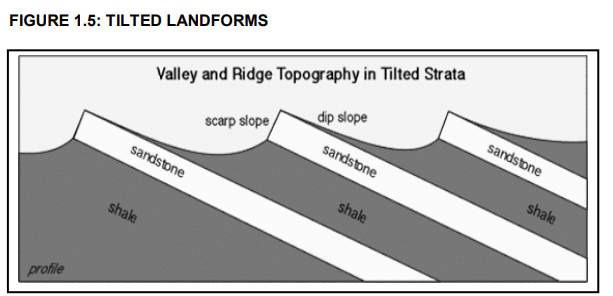 FIGURE 1.5: TILTED LANDFORMS
Valley and Ridge Topography in Tilted Strata
scarp slope
dip slope
sandstone
sandstone
sandstone
shale
shale
shale
profile